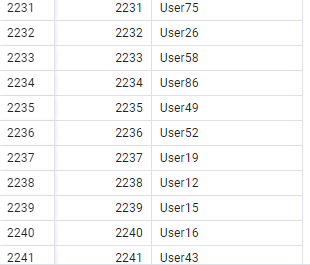 2231 2231 User75
2232 2232 User26
2233 2233 User58
2234 2234 User86
2235 2235 User49
2236 2236 User52
2237 2237 User19
2238 2238 User12
2239 2239 User15
2240 2240 User16
2241 2241 User43